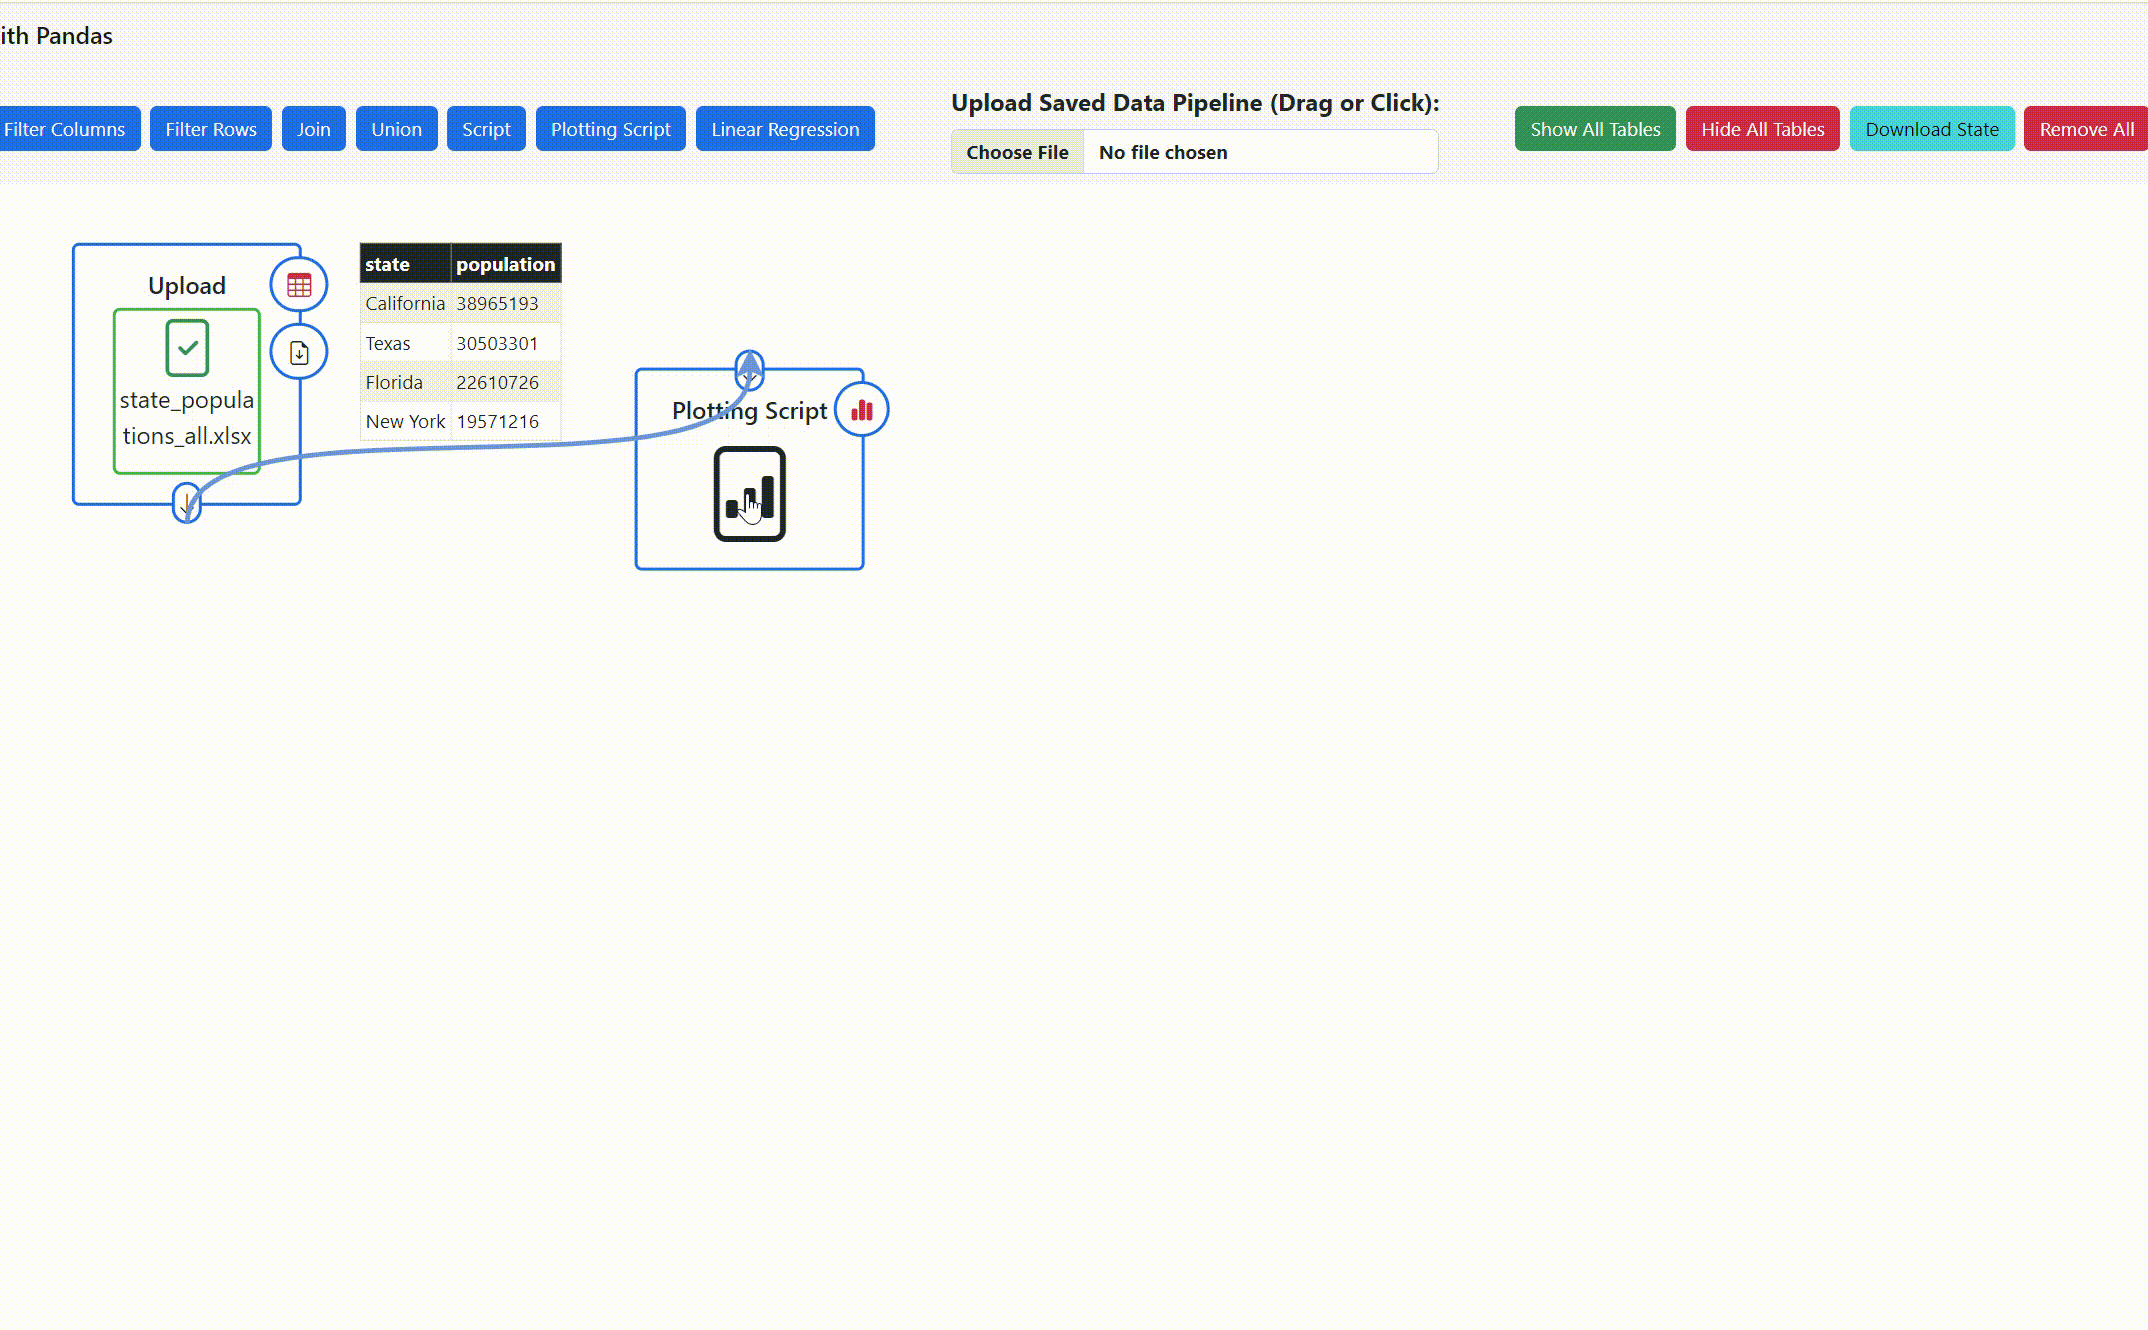 ith Pandas
Upload Saved Data Pipeline (Drag or Click):
Filter Columns Filter Rows Join Union Script Plotting Script Linear Regression
Choose File No file chosen
Show All Tables Hide All Tables Download State Remove All
Upload
state_popula
tions_all.xlsx
state population
California 38965193
Texas 30503301
Florida 22610726
New York 19571216
Plotting Script